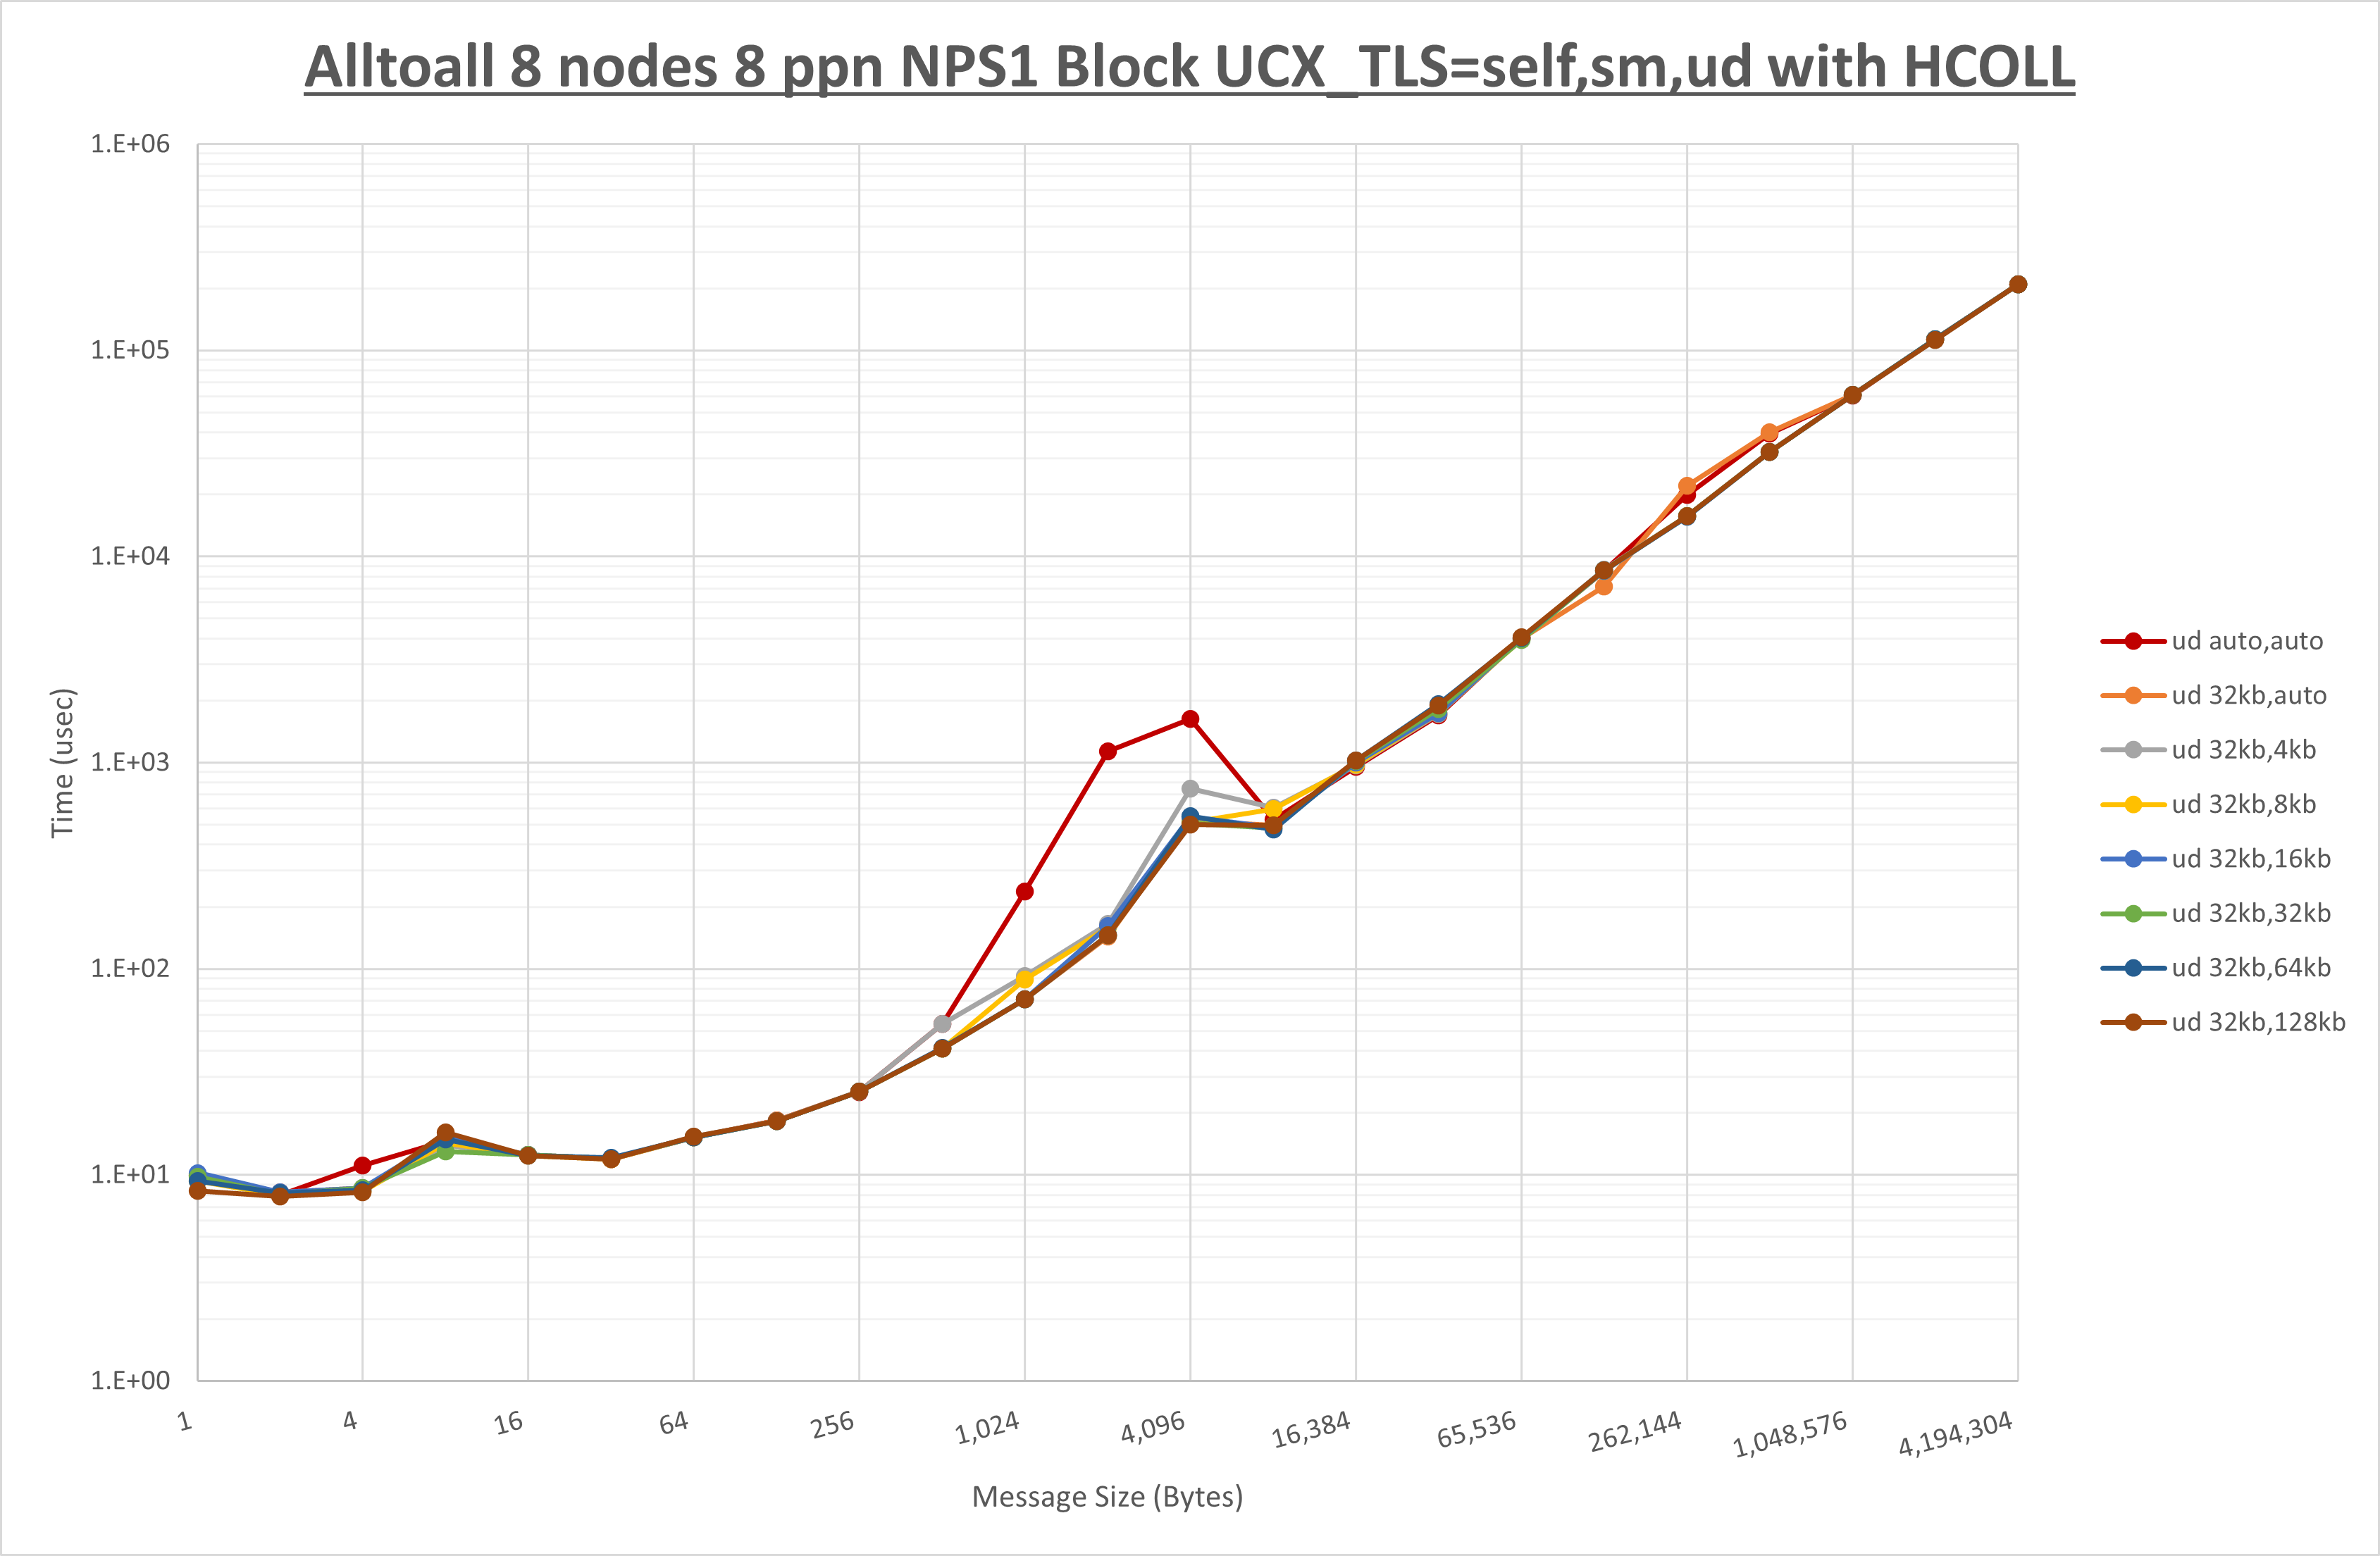 Alltoall 8 nodes 8 ppn NPS1 Block UCX_TLS=self,sm,ud with HCOLL
1.E+06
1.E+05
1.E+04
1.E+03
1.E+02
1.E+01
1.E+00
Time (usec)
1
4
16
64
256
1,024
4,096
16,384
65,536
262,144
1,048,576
4,194,304
Message Size (Bytes)
ud auto,auto
ud 32kb,auto
ud 32kb,4kb
ud 32kb,8kb
ud 32kb,16kb
ud 32kb,32kb
ud 32kb,64kb
ud 32kb,128kb